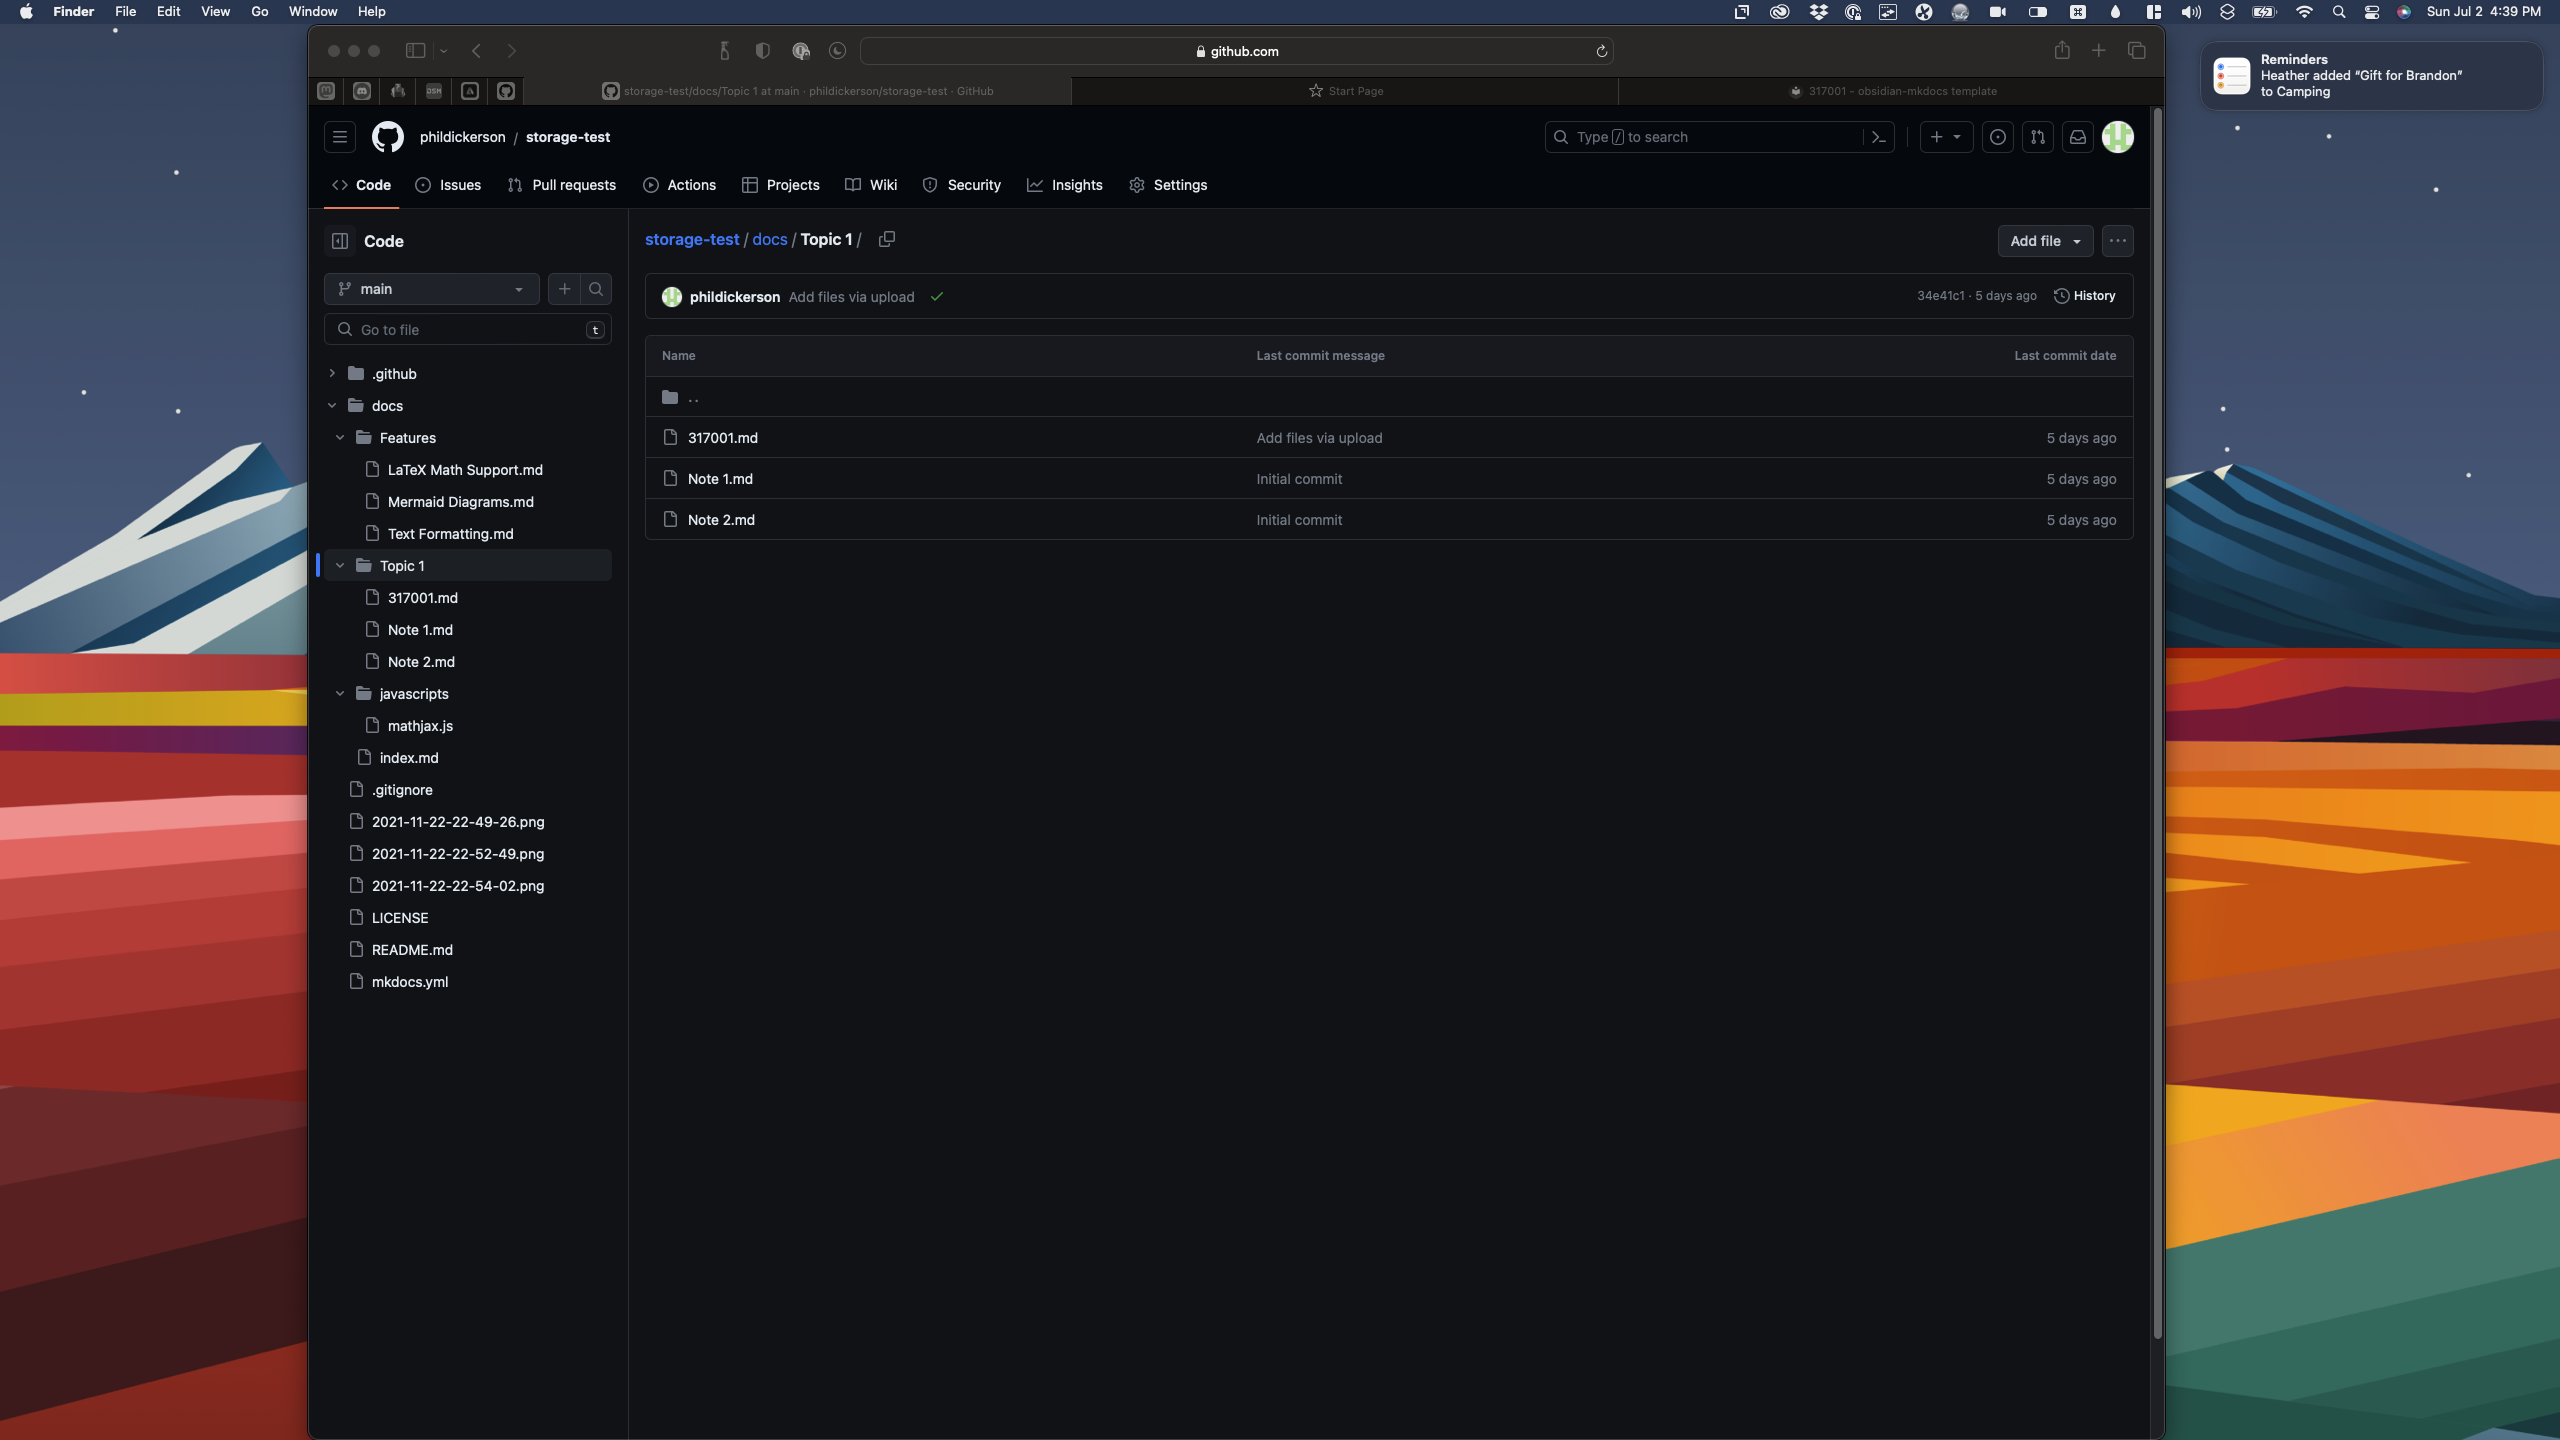 Finder File Edit View Go Window Help
Sun Jul 2 4:39 PM
github.com
Reminders
Heather added “Gift for Brandon”
to Camping
DSM
storage-test/docs/Topic 1 at main · phildickerson/storage-test · GitHub
Start Page
317001 - obsidian-mkdocs template
phildickerson / storage-test
Type / to search
Code Issues Pull requests Actions Projects Wiki Security Insights Settings
Code
main
Go to file t
.github
docs
Features
LaTeX Math Support.md
Mermaid Diagrams.md
Text Formatting.md
Topic 1
317001.md
Note 1.md
Note 2.md
javascripts
mathjax.js
index.md
.gitignore
2021-11-22-22-49-26.png
2021-11-22-22-52-49.png
2021-11-22-22-54-02.png
LICENSE
README.md
mkdocs.yml
storage-test / docs / Topic 1 /
Add file
phildickerson Add files via upload
34e41c1 · 5 days ago History
Name Last commit message Last commit date
..
317001.md Add files via upload 5 days ago
Note 1.md Initial commit 5 days ago
Note 2.md Initial commit 5 days ago